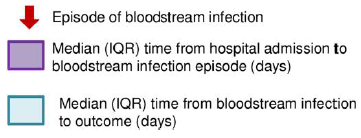 Episode of bloodstream infection
Median (IQR) time from hospital admission to
bloodstream infection episode (days)
Median (IQR) time from bloodstream infection
to outcome (days)